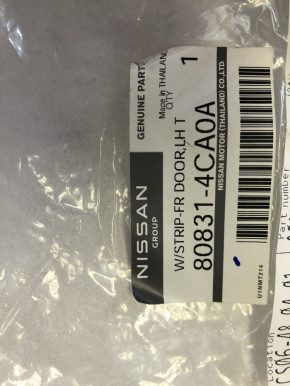 NISSAN
GROUP
GENUINE PARTS
Made in THAILAND
QTY
1
W/STRIP-FR DOOR,LH T
80831-4CA0A
NISSAN MOTOR (THAILAND) CO.,LTD.
U1NMT214
Part number
Location